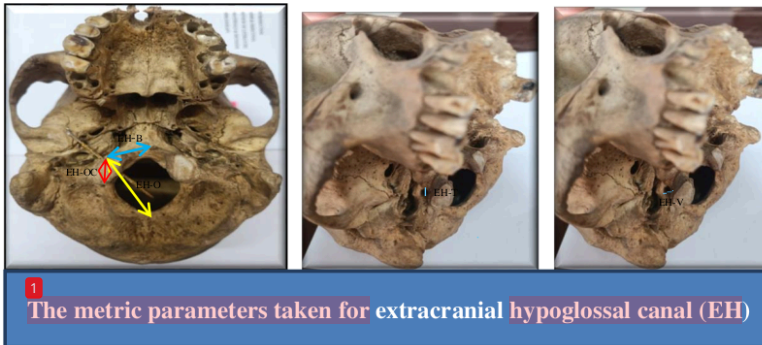 EH-B
EH-OC
EH-O
EH-T
EH-V
1
The metric parameters taken for extracranial hypoglossal canal (EH)